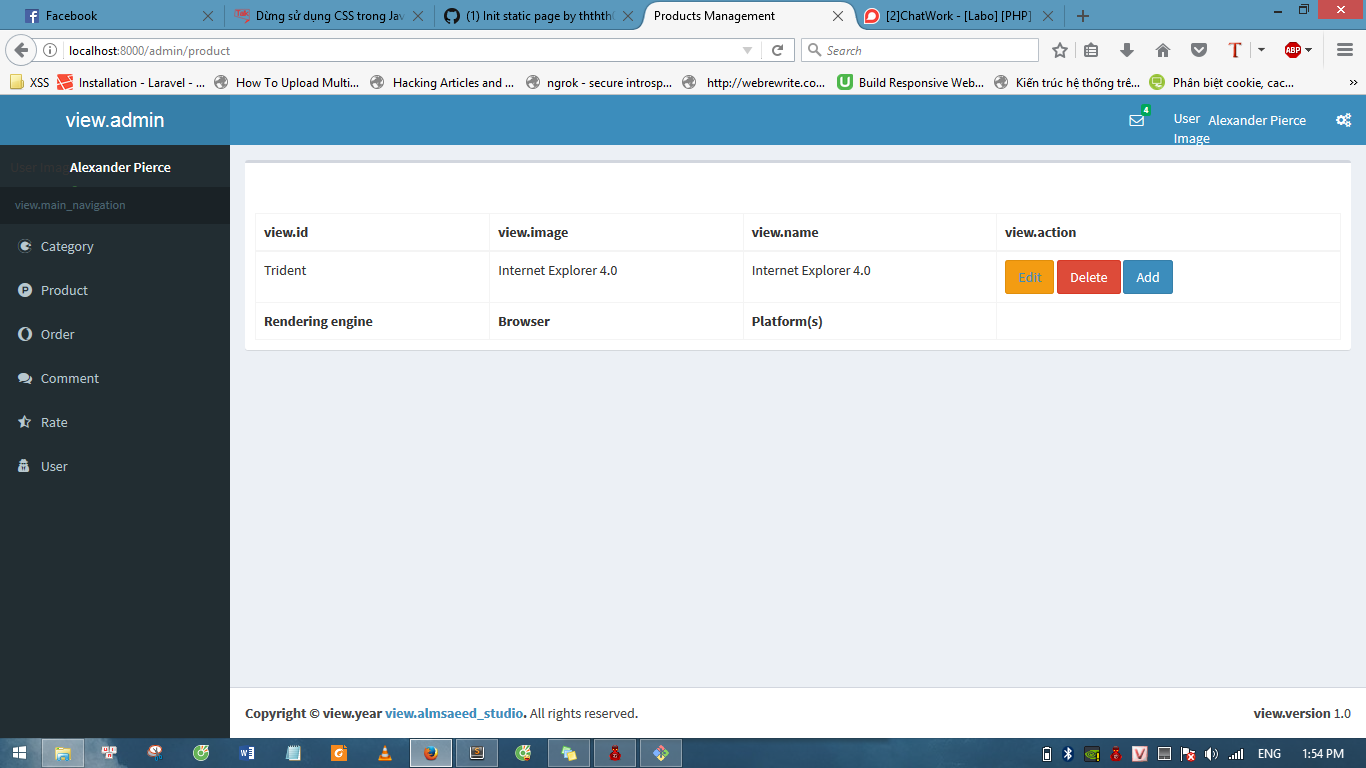 Facebook
Dừng sử dụng CSS trong Jav
(1) Init static page by thth
Products Management
[2]ChatWork - [Labo] [PHP]
localhost:8000/admin/product
Search
T
ABP
XSS
Installation - Laravel - ...
How To Upload Multi...
Hacking Articles and ...
ngrok - secure introsp...
http://webrewrite.co...
U
Build Responsive Web...
Kiến trúc hệ thống trê...
Phân biệt cookie, cac...
view.admin
4
User Image
Alexander Pierce
User Imag
Alexander Pierce
view.main_navigation
Category
Product
Order
Comment
Rate
User
view.id view.image view.name view.action
Trident Internet Explorer 4.0 Internet Explorer 4.0 Edit Delete Add
Rendering engine Browser Platform(s)
Copyright © view.year view.almsaeed_studio. All rights reserved.
view.version 1.0
ENG
1:54 PM